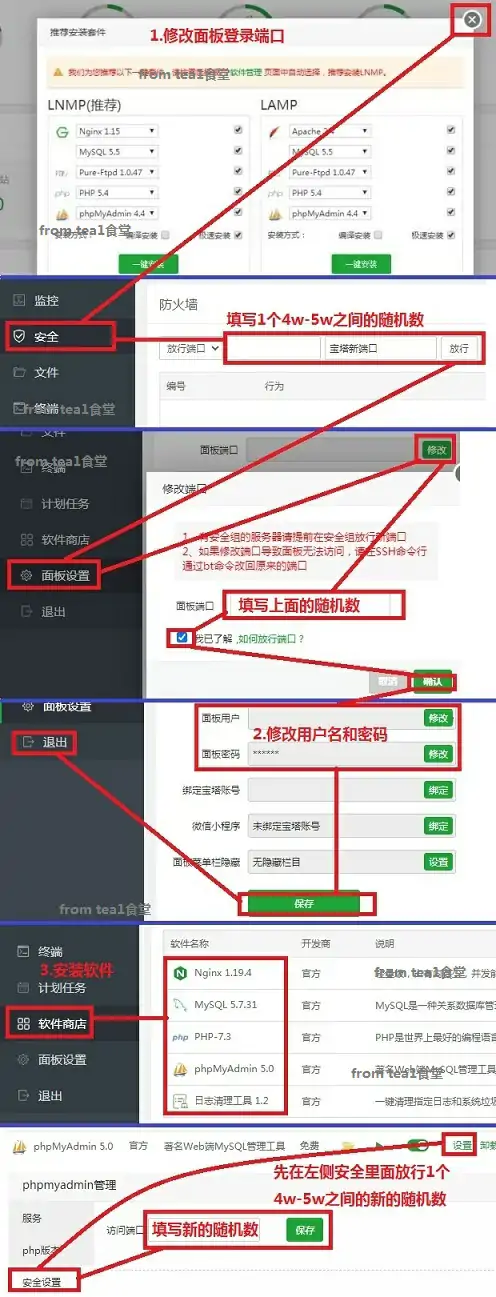 推荐安装套件
1.修改面板登录端口
我们为您推荐以下一键套件,
软件管理 页面中自动选择，推荐安装LNMP。
from tea1食堂
LNMP(推荐)
LAMP
Nginx 1.15
Apache 2.4
MySQL 5.5
MySQL 5.5
Pure-Ftpd 1.0.47
Pure-Ftpd 1.0.47
PHP 5.4
PHP 5.4
phpMyAdmin 4.4
phpMyAdmin 4.4
from tea1食堂
安装方式： 编译安装 极速安装
安装方式： 编译安装 极速安装
一键安装
一键安装
监控
防火墙
填写1个4w-5w之间的随机数
安全
放行端口
宝塔新端口
放行
文件
编号
行为
终端
from tea1食堂
文件
面板端口
修改
from tea1食堂
终端
修改端口
计划任务
1、有安全组的服务器请提前在安全组放行新端口
软件商店
2、如果修改端口导致面板无法访问，请在SSH命令行
通过bt命令改回原来的端口
面板设置
面板端口
填写上面的随机数
退出
我已了解 ,如何放行端口？
取消
确认
面板设置
面板用户
修改
2.修改用户名和密码
退出
面板密码
******
修改
绑定宝塔账号
绑定
微信小程序
未绑定宝塔账号
绑定
面板菜单栏隐藏
无隐藏栏目
设置
from tea1食堂
保存
软件名称
开发商
说明
终端
3.安装软件
Nginx 1.19.4
官方
from tea1食堂
计划任务
MySQL 5.7.31
官方
MySQL是一种关系数据库管
软件商店
php
PHP-7.3
官方
PHP是世界上最好的编程语言
面板设置
phpMyAdmin 5.0
官方
著名Web端MySQL管理工具
from tea1食堂
退出
日志清理工具 1.2
官方
一键清理指定日志和系统垃圾
phpMyAdmin 5.0
官方
著名Web端MySQL管理工具
免费
设置
卸载
先在左侧安全里面放行1个
4w-5w之间的新的随机数
phpmyadmin管理
服务
访问端口
填写新的随机数
保存
php版本
安全设置
from tea1食堂